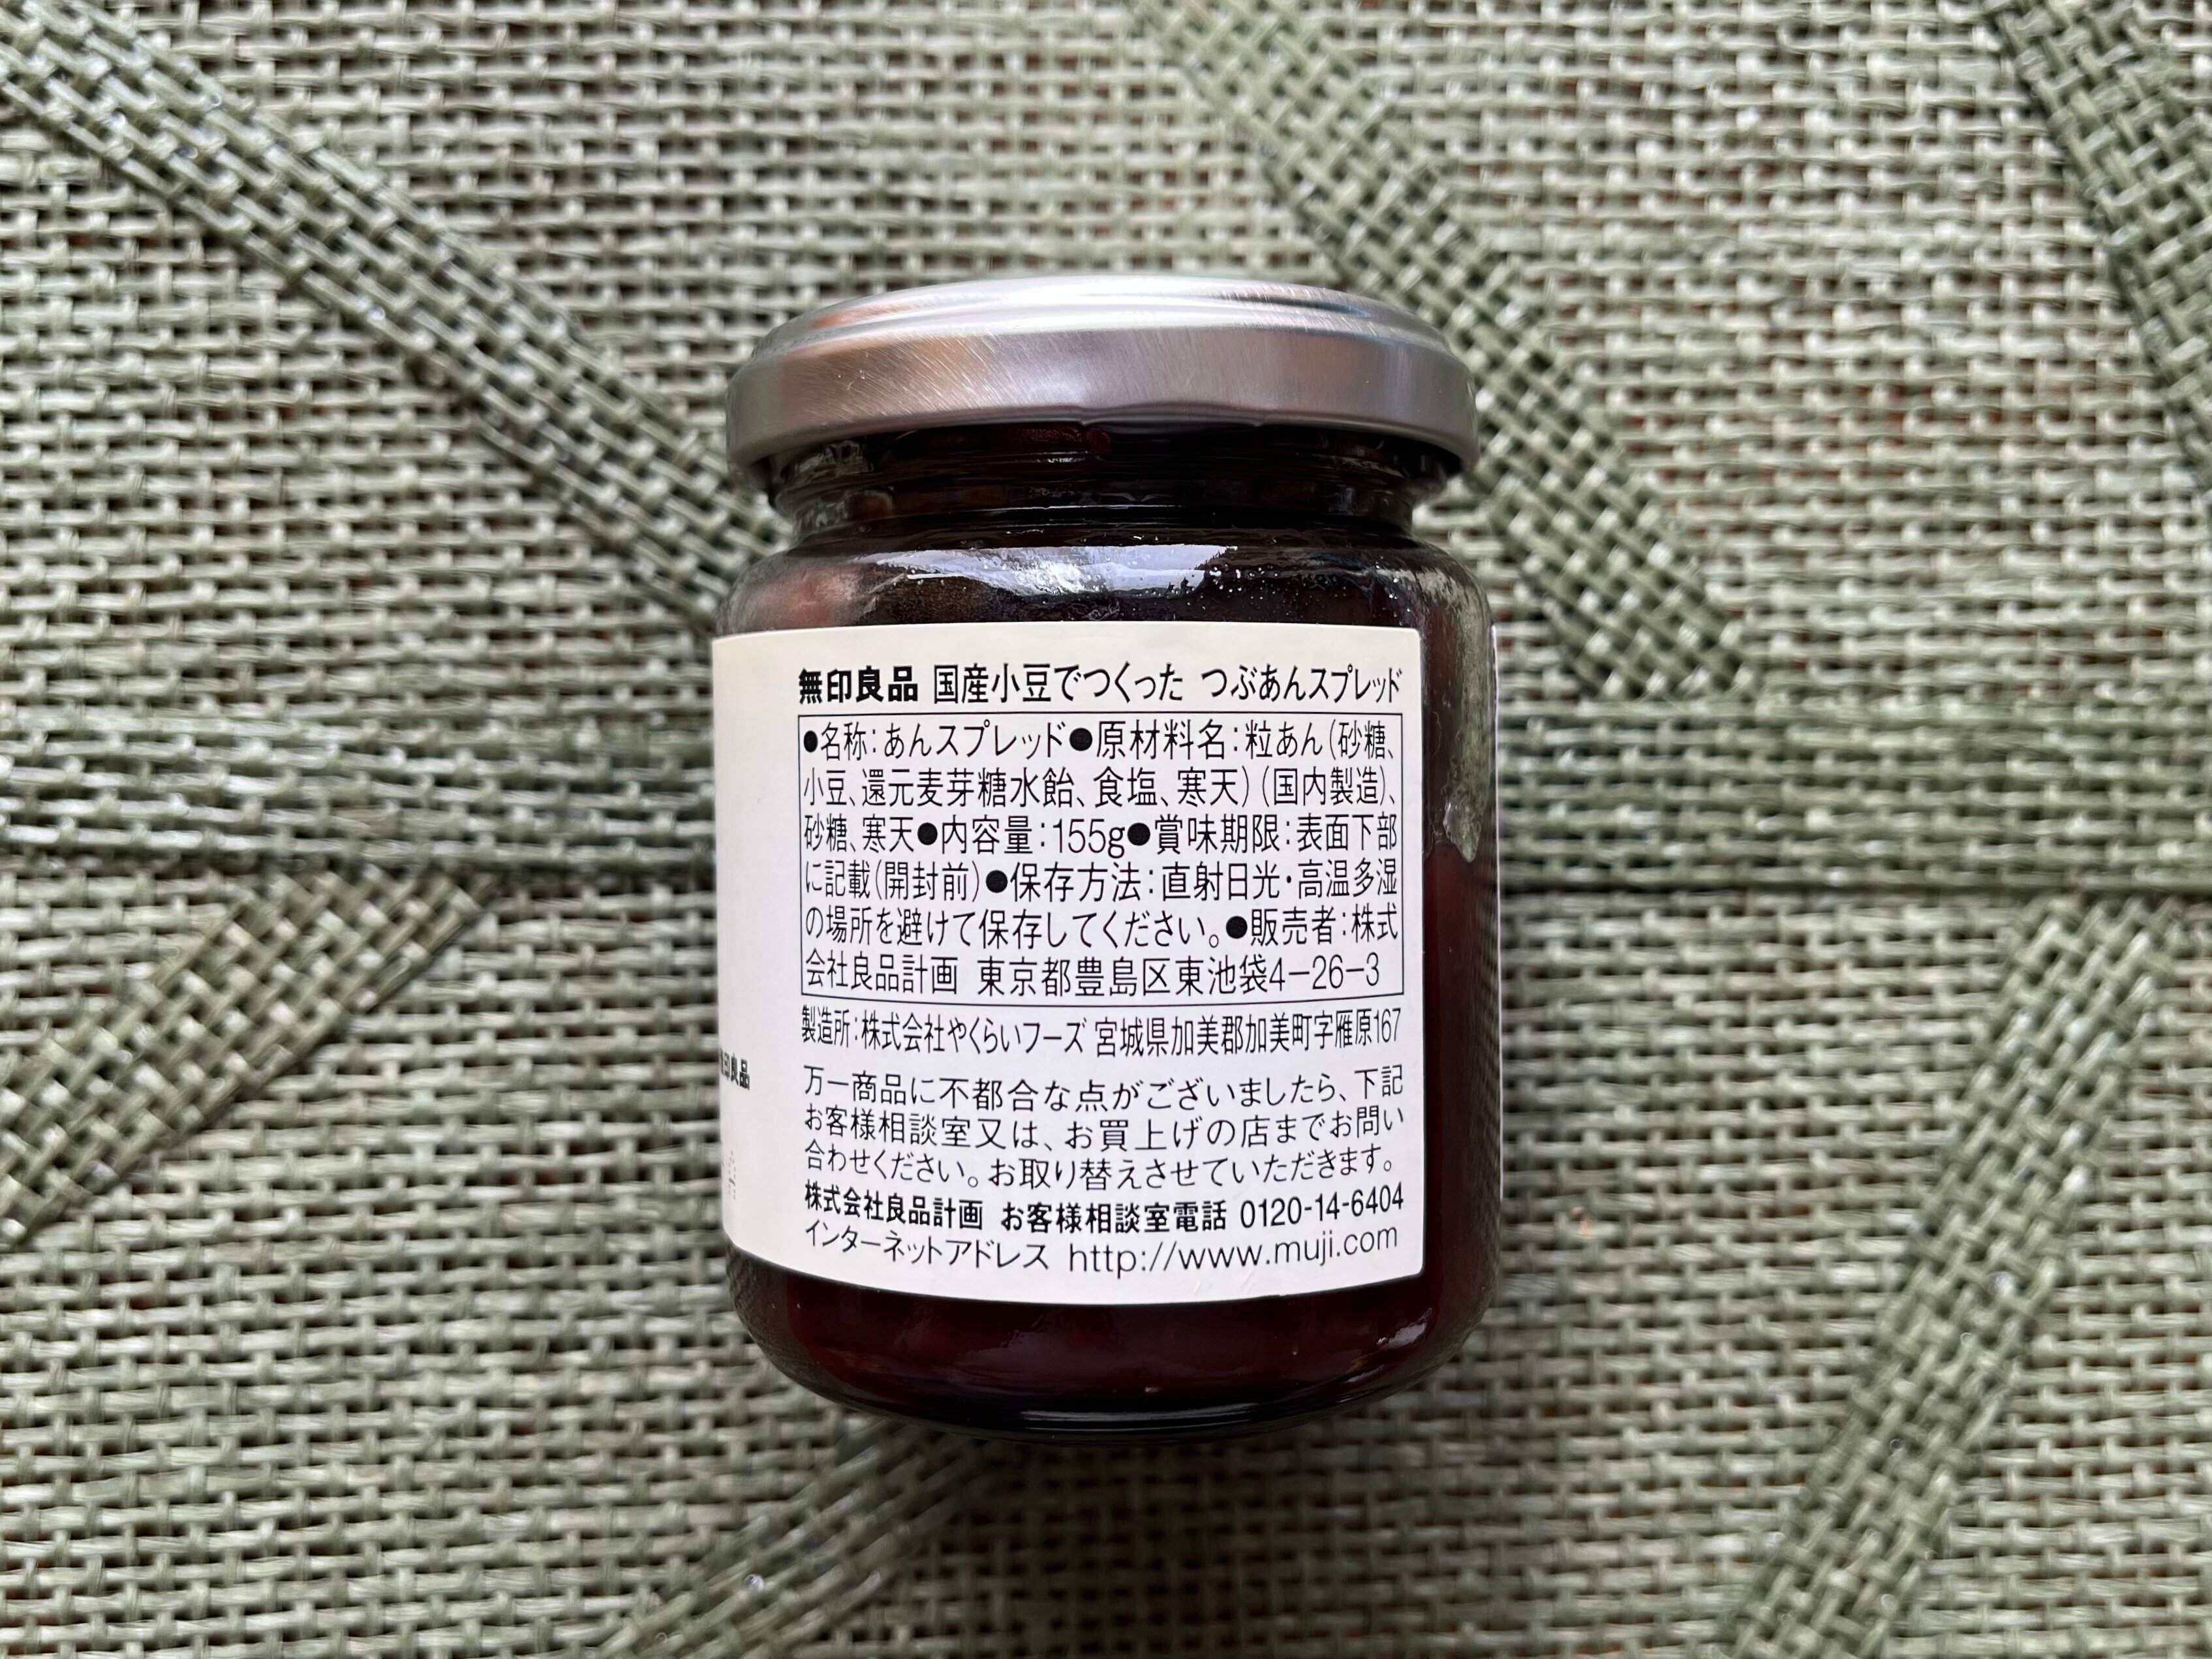 無印良品 国産小豆でつくった つぶあんスプレッド
●名称:あんスプレッド●原材料名:粒あん(砂糖、
小豆、還元麦芽糖水飴、食塩、寒天)(国内製造)、
砂糖、寒天●内容量:155g●賞味期限:表面下部
に記載(開封前)●保存方法:直射日光・高温多湿
の場所を避けて保存してください。●販売者:株式
会社良品計画 東京都豊島区東池袋4-26-3
製造所:株式会社やくらいフーズ 宮城県加美郡加美町字雁原167
万一商品に不都合な点がございましたら、下記
お客様相談室又は、お買上げの店までお問い
合わせください。お取り替えさせていただきます。
株式会社良品計画 お客様相談室電話 0120-14-6404
インターネットアドレス http://www.muji.com
印良品